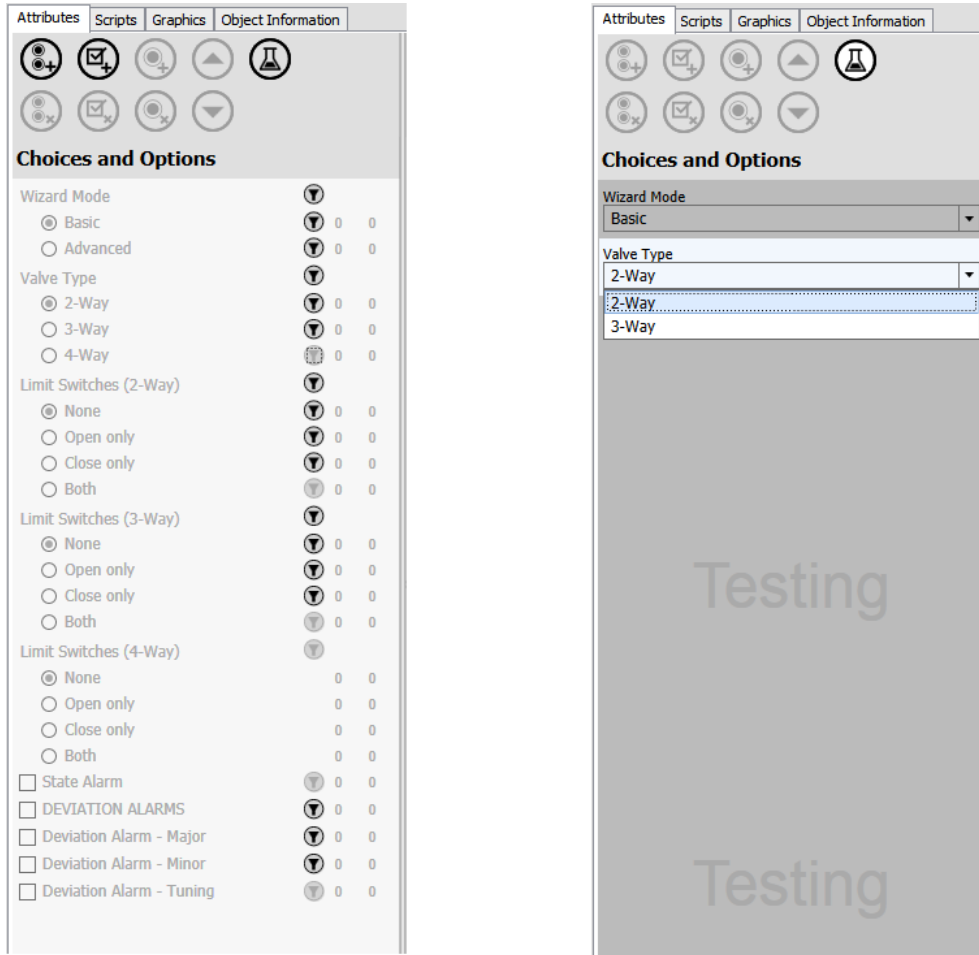 Attributes Scripts Graphics Object Information
Choices and Options
Wizard Mode
Basic 0 0
Advanced 0 0
Valve Type
2-Way 0 0
3-Way 0 0
4-Way 0 0
Limit Switches (2-Way)
None 0 0
Open only 0 0
Close only 0 0
Both 0 0
Limit Switches (3-Way)
None 0 0
Open only 0 0
Close only 0 0
Both 0 0
Limit Switches (4-Way)
None 0 0
Open only 0 0
Close only 0 0
Both 0 0
State Alarm 0 0
DEVIATION ALARMS 0 0
Deviation Alarm - Major 0 0
Deviation Alarm - Minor 0 0
Deviation Alarm - Tuning 0 0
Attributes Scripts Graphics Object Information
Choices and Options
Wizard Mode
Basic
Valve Type
2-Way
2-Way
3-Way
Testing
Testing